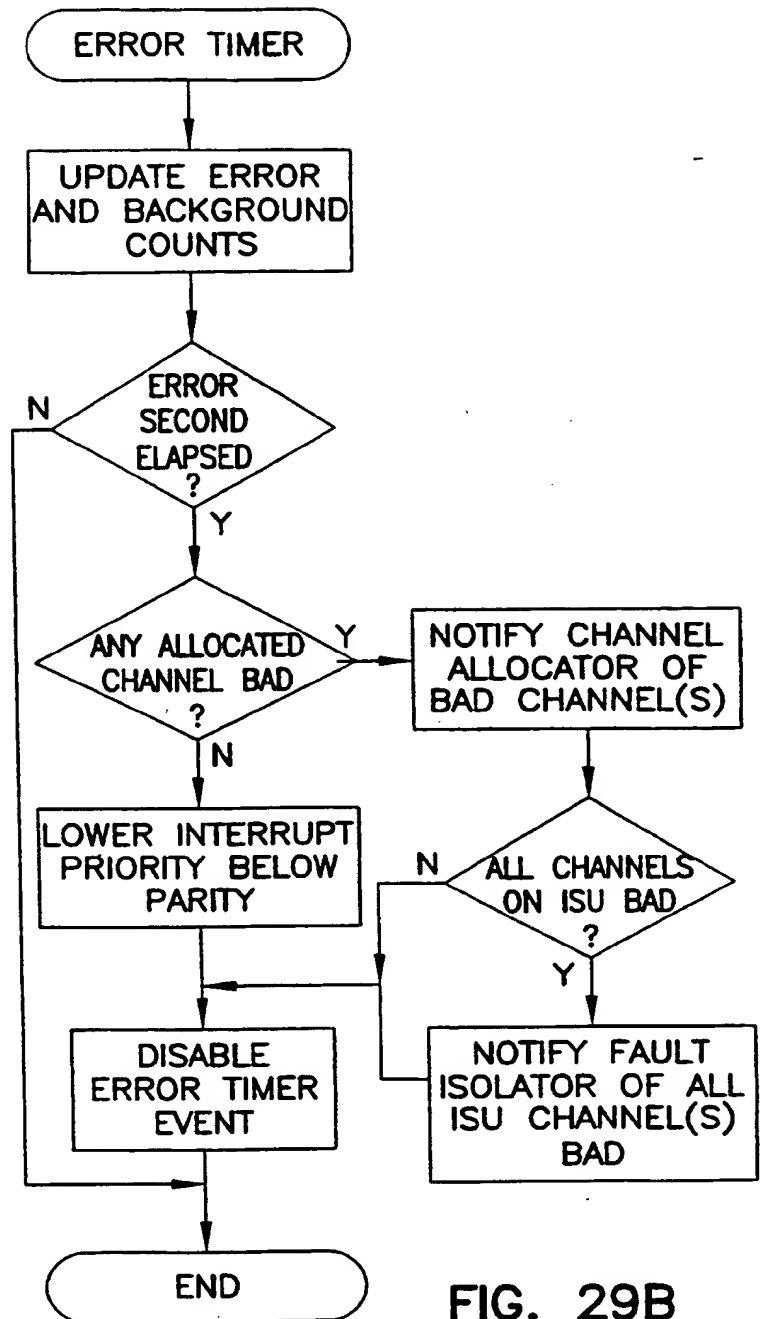 ERROR TIMER
UPDATE ERROR
AND BACKGROUND
COUNTS
ERROR
SECOND
ELAPSED
?
N
Y
ANY ALLOCATED
CHANNEL BAD
?
Y
N
NOTIFY CHANNEL
ALLOCATOR OF
BAD CHANNEL(S)
LOWER INTERRUPT
PRIORITY BELOW
PARITY
ALL CHANNELS
ON ISU BAD
?
N
Y
DISABLE
ERROR TIMER
EVENT
NOTIFY FAULT
ISOLATOR OF ALL
ISU CHANNEL(S)
BAD
END
FIG. 29B